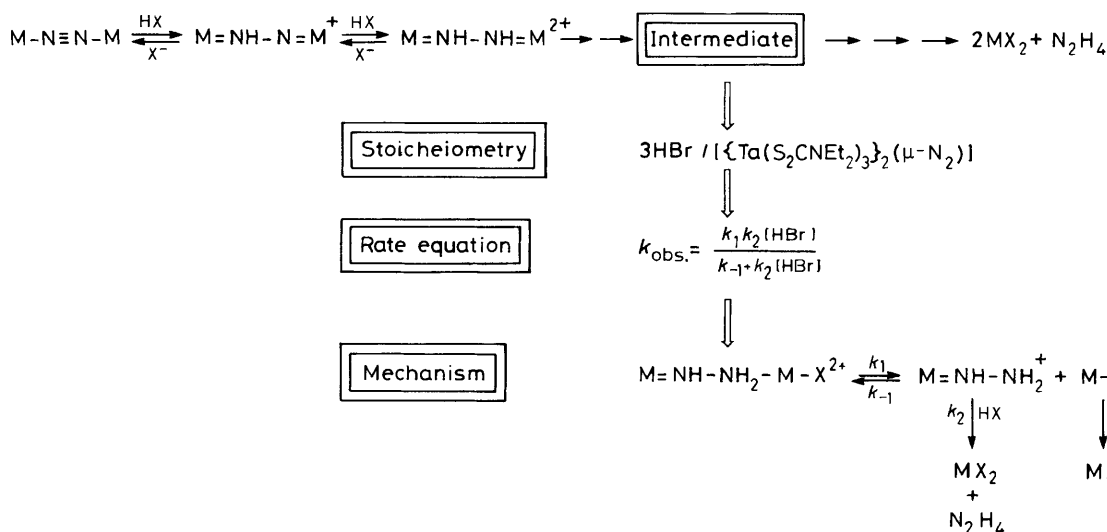 M-N≡N-M ⇌ M=NH-N=M⁺ ⇌ M=NH-NH=M²⁺ → → Intermediate → → → 2MX₂ + N₂H₄
HX X⁻ HX X⁻
Stoicheiometry
3HBr / [{Ta(S₂CNEt₂)₃}₂(μ-N₂)]
Rate equation
k_obs. = k₁k₂[HBr] / k₋₁+k₂[HBr]
Mechanism
M=NH-NH₂-M-X²⁺ ⇌ M=NH-NH₂⁺ + M-
k₁ k₋₁
k₂ HX
MX₂ M
+
N₂H₄